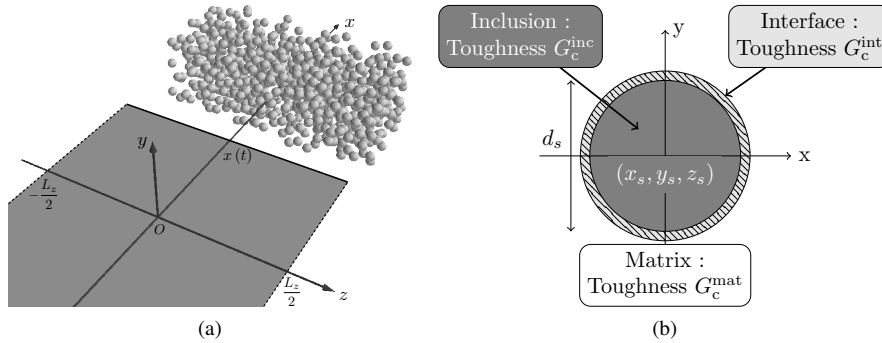 x
y
x (t)
-L_z/2
O
L_z/2
z
(a)
Inclusion :
Toughness G_c^inc
Interface :
Toughness G_c^int
y
d_s
x
(x_s, y_s, z_s)
Matrix :
Toughness G_c^mat
(b)